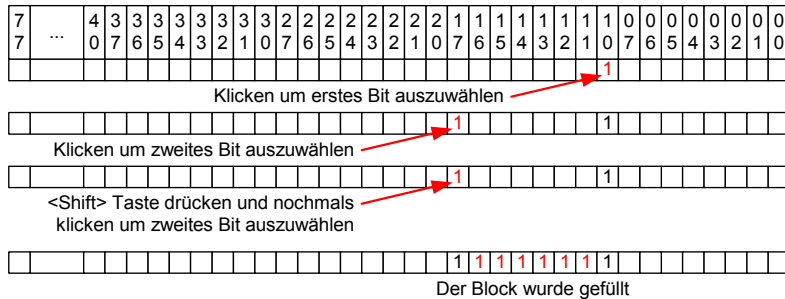 7 ... 4 3 3 3 3 3 3 3 3 2 2 2 2 2 2 2 2 1 1 1 1 1 1 1 1 0 0 0 0 0 0 0 0
7 0 7 6 5 4 3 2 1 0 7 6 5 4 3 2 1 0 7 6 5 4 3 2 1 0 7 6 5 4 3 2 1 0
1
Klicken um erstes Bit auszuwählen
1 1
Klicken um zweites Bit auszuwählen
1 1
<Shift> Taste drücken und nochmals
klicken um zweites Bit auszuwählen
1 1 1 1 1 1 1 1
Der Block wurde gefüllt